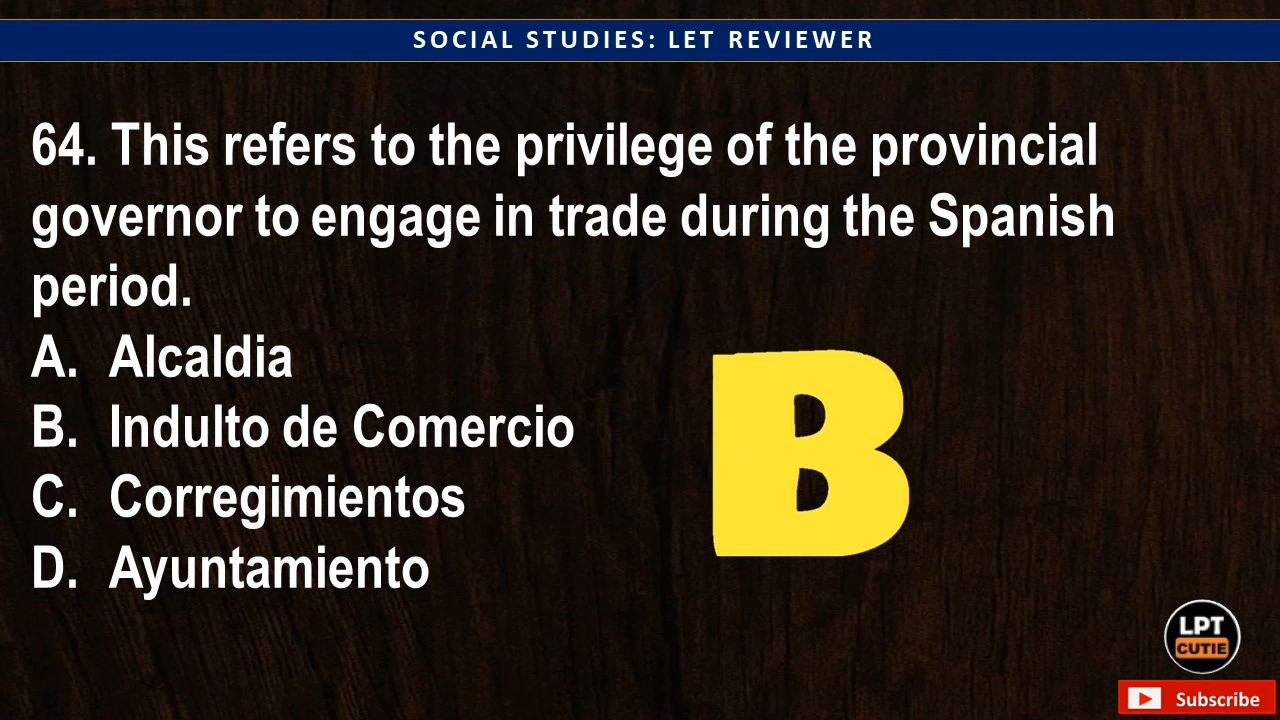 SOCIAL STUDIES: LET REVIEWER
64. This refers to the privilege of the provincial
governor to engage in trade during the Spanish
period.
A. Alcaldia
B. Indulto de Comercio
C. Corregimientos
D. Ayuntamiento
B
LPT
CUTIE
Subscribe